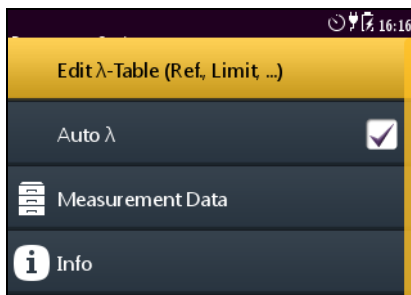 16:16
Edit λ-Table (Ref., Limit, ...)
Auto λ
Measurement Data
i Info